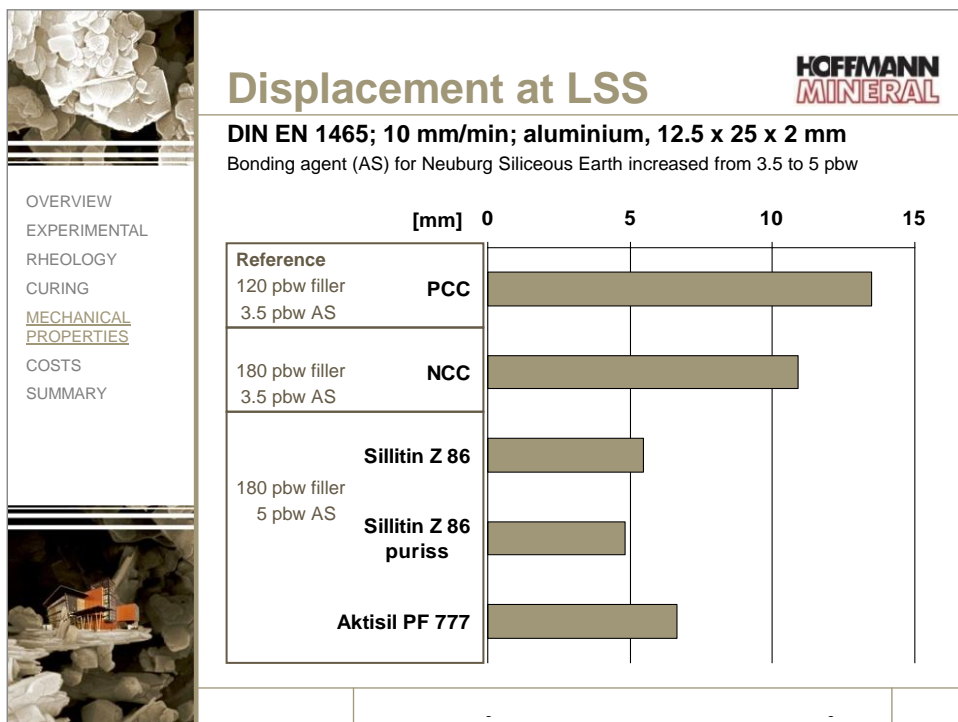 Displacement at LSS
HOFFMANN
MINERAL
DIN EN 1465; 10 mm/min; aluminium, 12.5 x 25 x 2 mm
Bonding agent (AS) for Neuburg Siliceous Earth increased from 3.5 to 5 pbw
OVERVIEW
EXPERIMENTAL
RHEOLOGY
CURING
MECHANICAL
PROPERTIES
COSTS
SUMMARY
[mm] 0 5 10 15
Reference
120 pbw filler
3.5 pbw AS
PCC
180 pbw filler
3.5 pbw AS
NCC
180 pbw filler
5 pbw AS
Sillitin Z 86
Sillitin Z 86
puriss
Aktisil PF 777